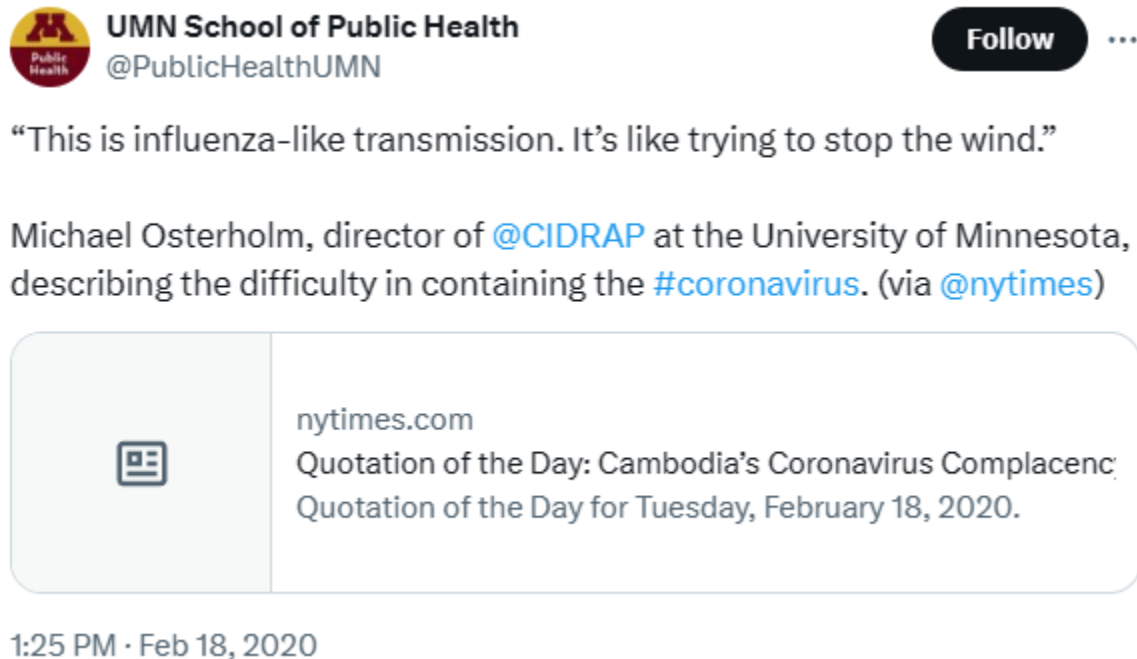 UMN School of Public Health
@PublicHealthUMN
Follow
Public
Health
“This is influenza-like transmission. It’s like trying to stop the wind.”
Michael Osterholm, director of @CIDRAP at the University of Minnesota,
describing the difficulty in containing the #coronavirus. (via @nytimes)
nytimes.com
Quotation of the Day: Cambodia’s Coronavirus Complacenc
Quotation of the Day for Tuesday, February 18, 2020.
1:25 PM · Feb 18, 2020